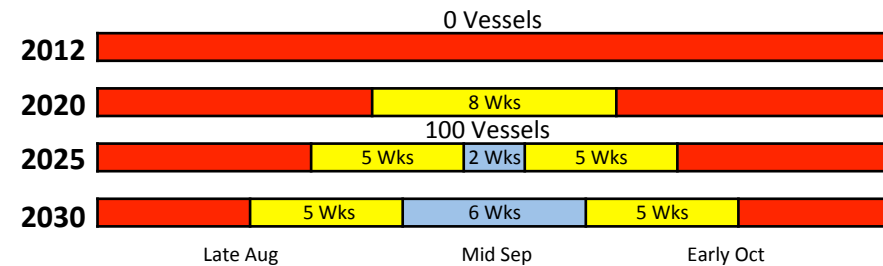 0 Vessels
2012
2020 8 Wks
100 Vessels
2025 5 Wks 2 Wks 5 Wks
2030 5 Wks 6 Wks 5 Wks
Late Aug Mid Sep Early Oct